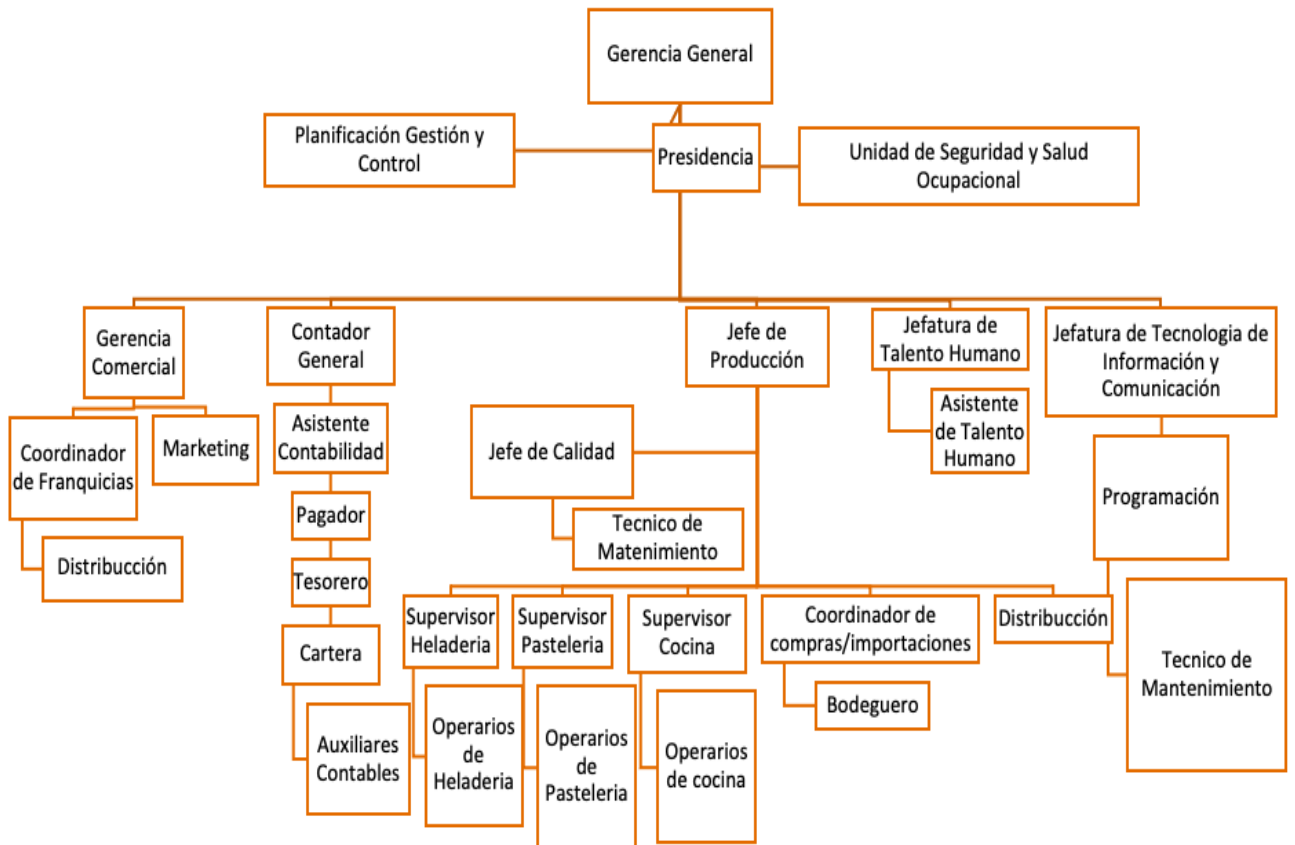 Gerencia General
Planificación Gestión y
Control
Presidencia
Unidad de Seguridad y Salud
Ocupacional
Gerencia
Comercial
Contador
General
Jefe de
Producción
Jefatura de
Talento Humano
Jefatura de Tecnologia de
Información y
Comunicación
Coordinador
de Franquicias
Marketing
Distribucción
Asistente
Contabilidad
Pagador
Tesorero
Cartera
Auxiliares
Contables
Jefe de Calidad
Tecnico de
Matenimiento
Asistente
de Talento
Humano
Programación
Tecnico de
Mantenimiento
Supervisor
Heladeria
Operarios
de
Heladeria
Supervisor
Pasteleria
Operarios
de
Pasteleria
Supervisor
Cocina
Operarios
de cocina
Coordinador de
compras/importaciones
Bodeguero
Distribucción